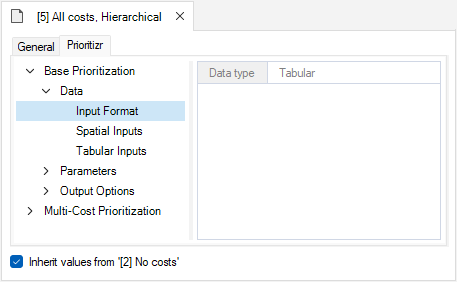 [5] All costs, Hierarchical
General Prioritizr
Base Prioritization
Data type Tabular
Data
Input Format
Spatial Inputs
Tabular Inputs
Parameters
Output Options
Multi-Cost Prioritization
Inherit values from '[2] No costs'